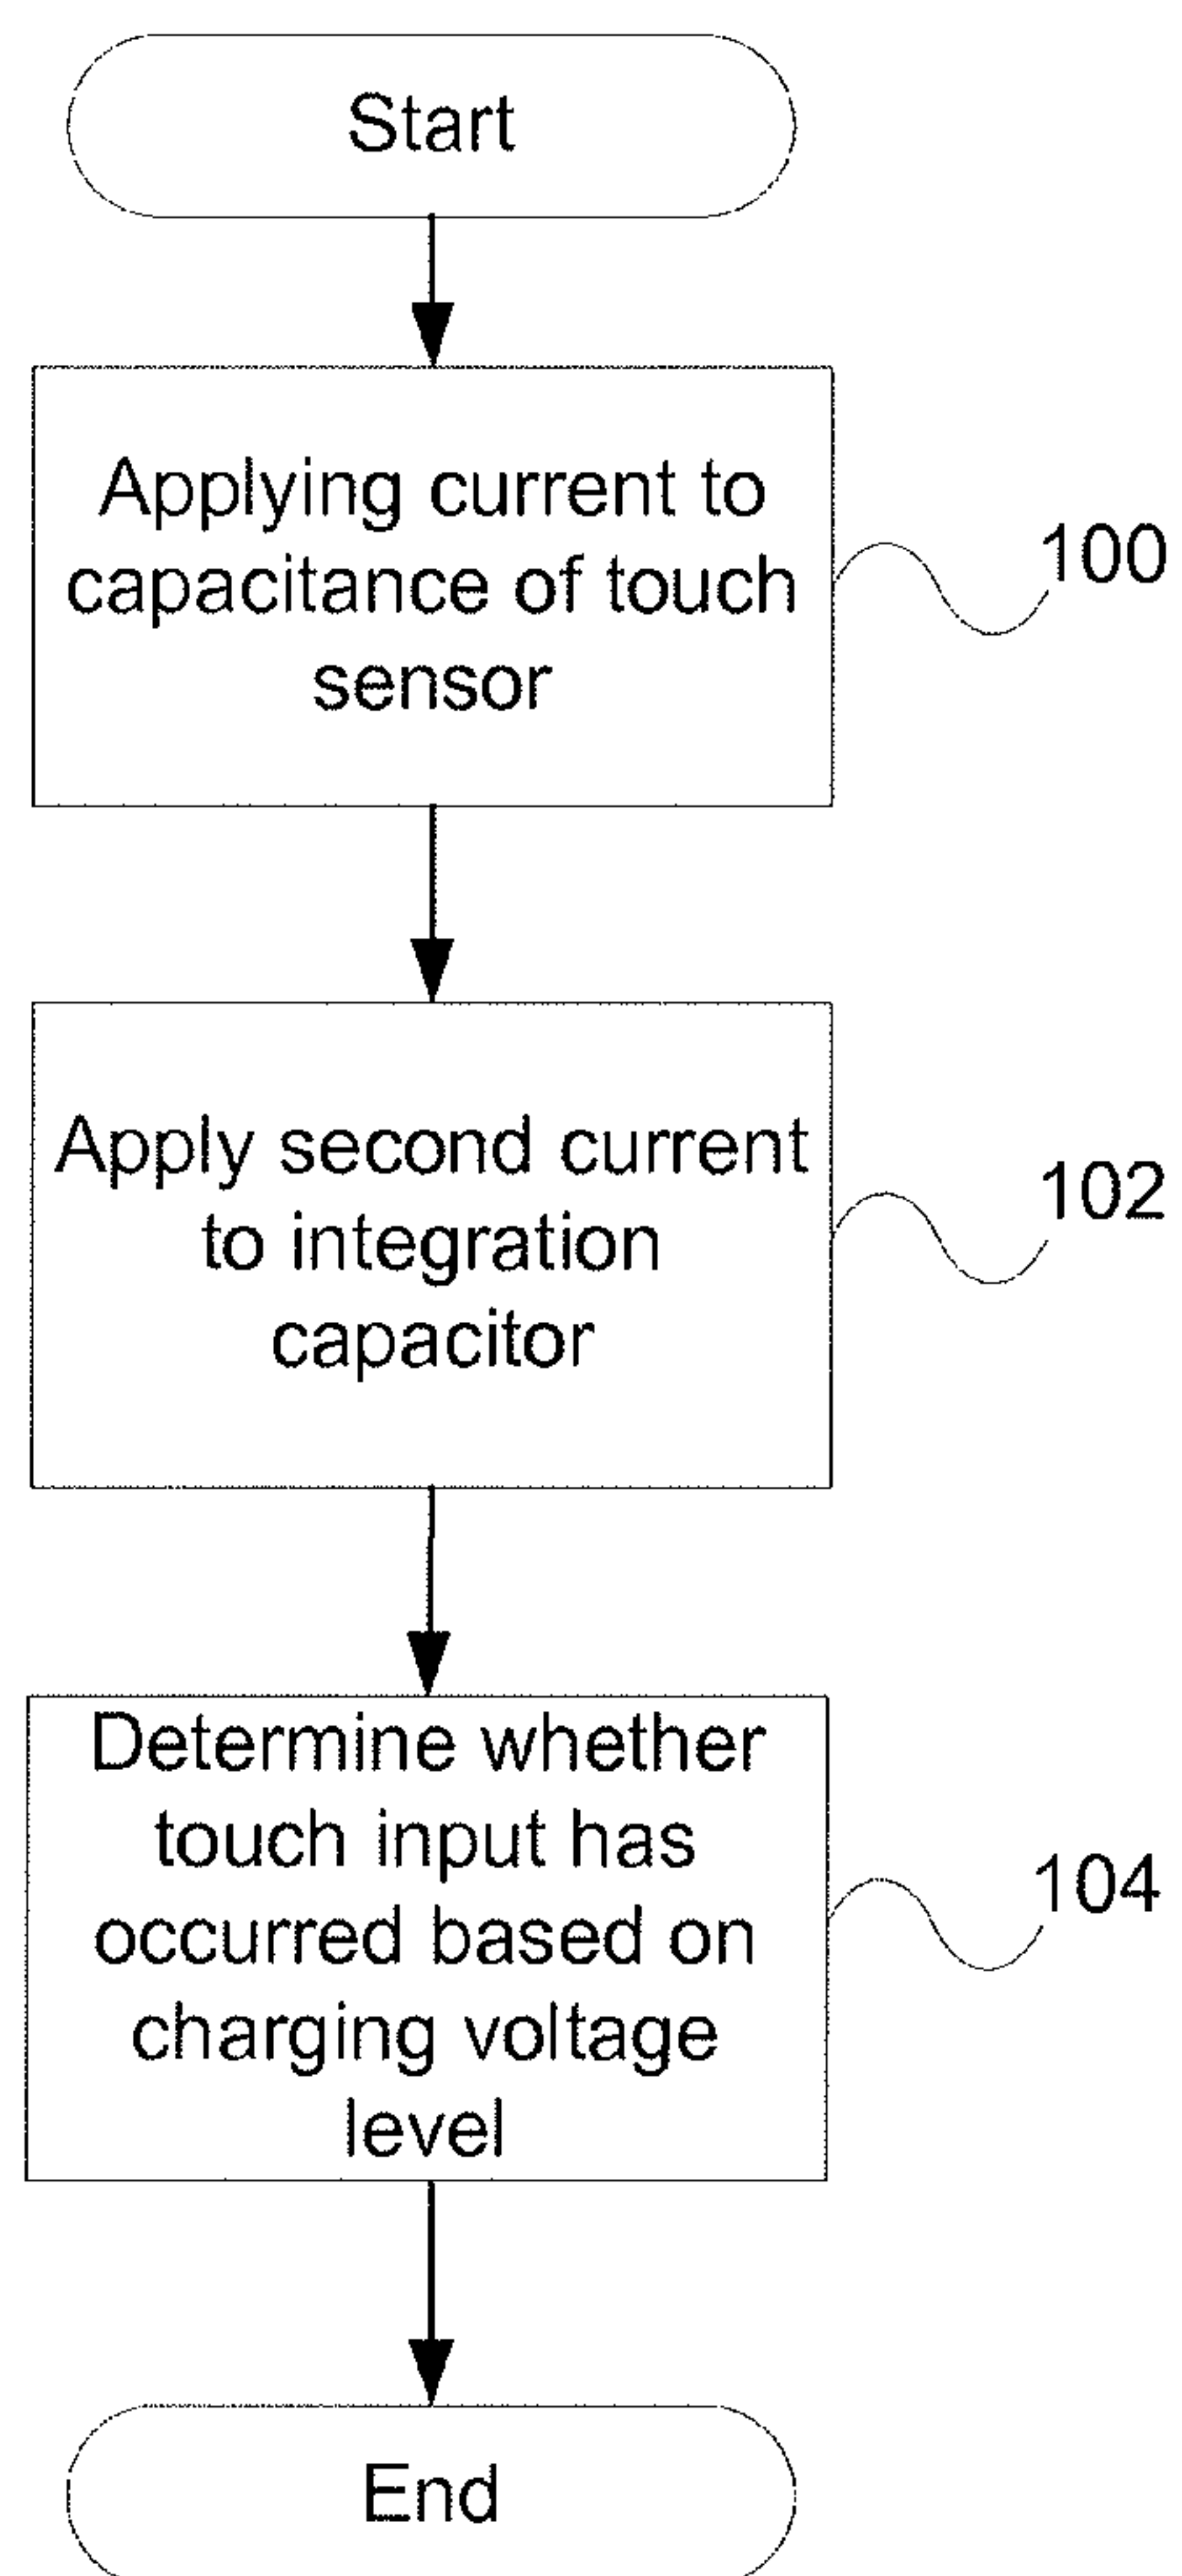 Start
Applying current to
capacitance of touch
sensor
100
Apply second current
to integration
capacitor
102
Determine whether
touch input has
occurred based on
charging voltage
level
104
End